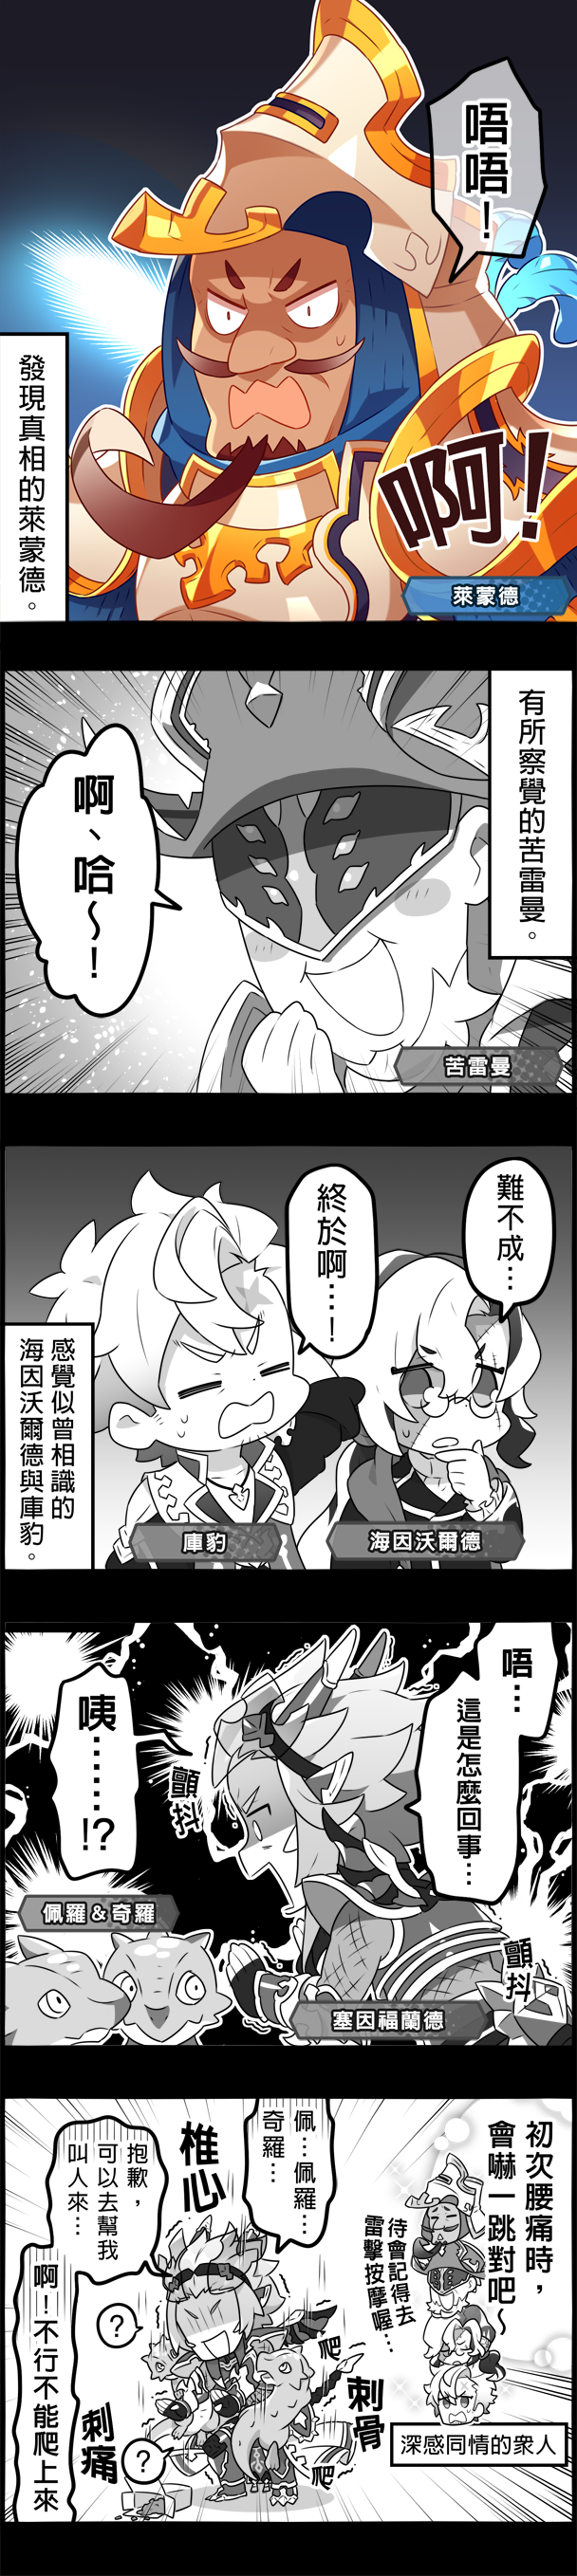 唔唔！
發現真相的萊蒙德。
啊！
萊蒙德
有所察覺的苦雷曼。
啊、哈～！
苦雷曼
難不成…
終於啊…！
感覺似曾相識的
海因沃爾德與庫豹。
庫豹
海因沃爾德
唔…
這是怎麼回事…
咦……!?
顫抖
顫抖
佩羅＆奇羅
塞因福蘭德
初次腰痛時，
會嚇一跳對吧～
待會記得去
雷擊按摩喔…
深感同情的眾人
佩…佩羅…
奇羅…
椎心
抱歉，
可以去幫我
叫人來…
啊！不行不能爬上來
？
？
爬
爬
刺骨
刺痛